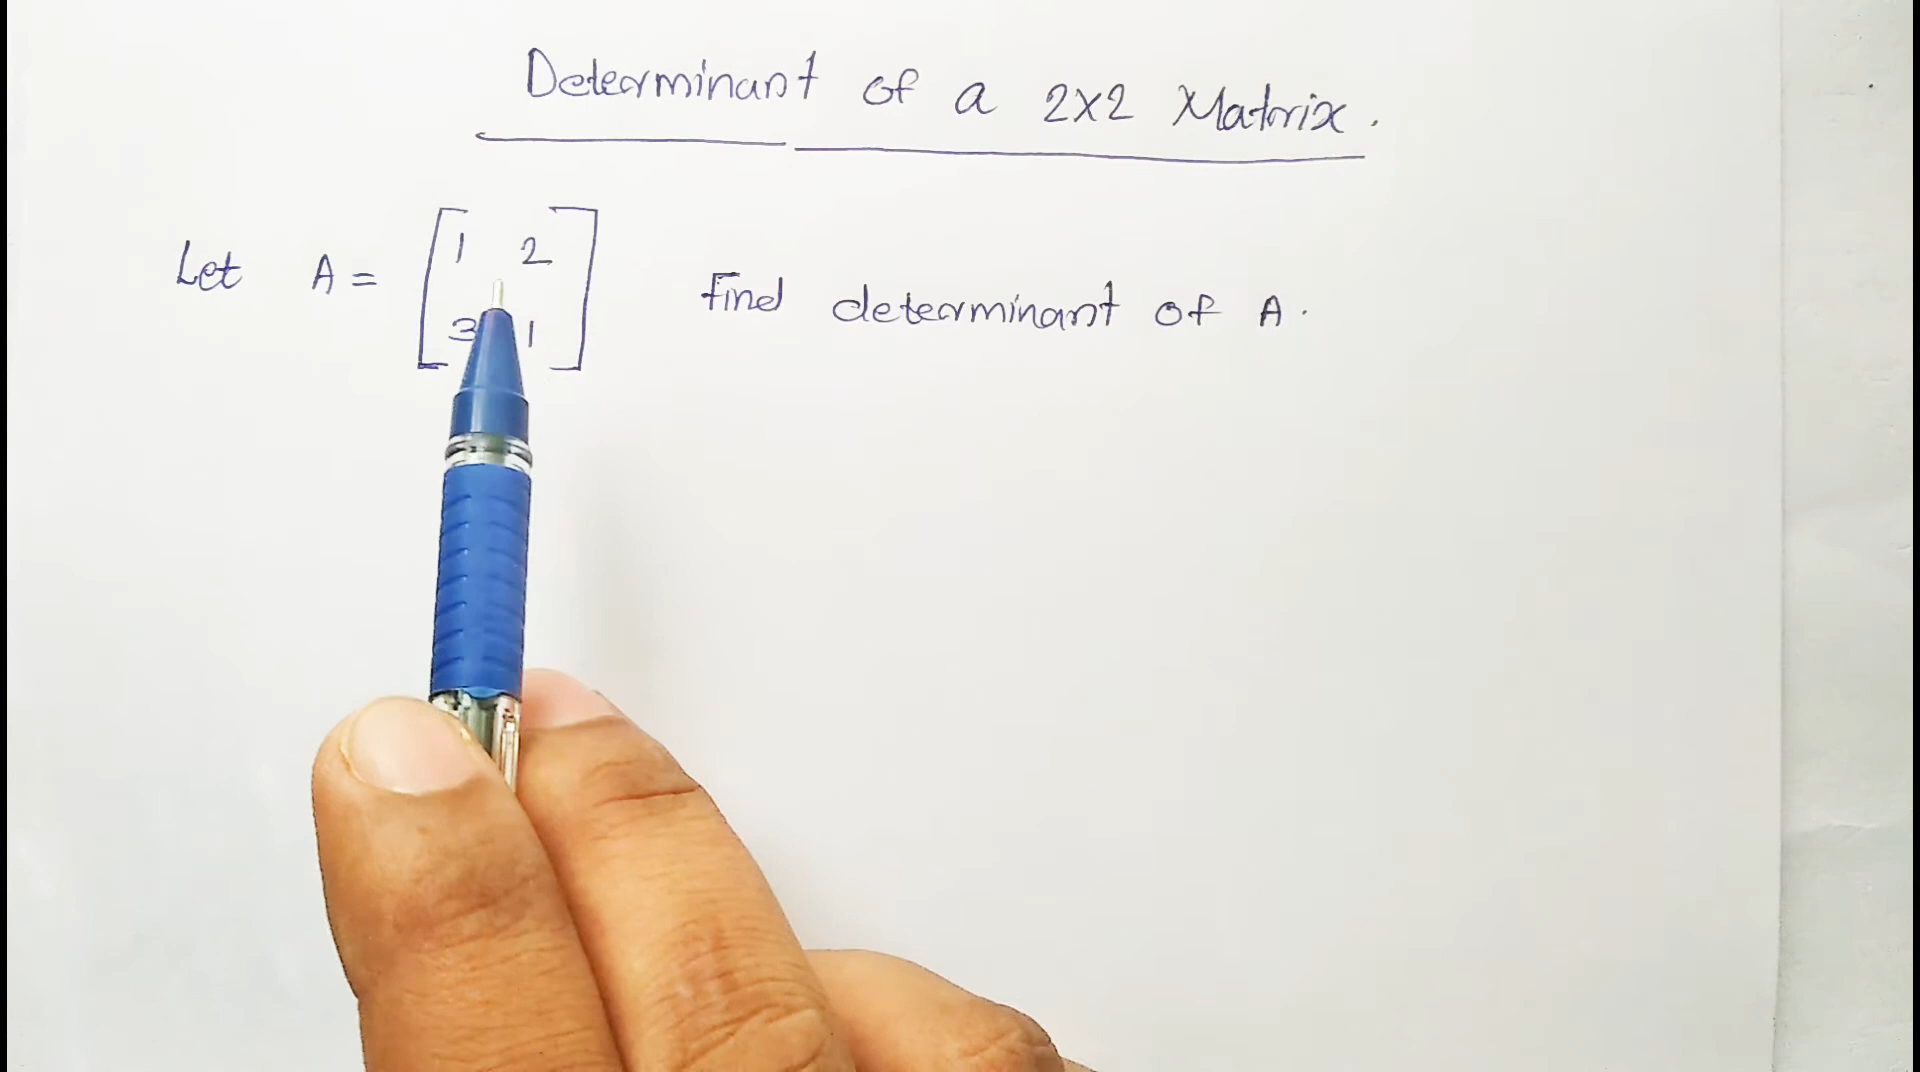 Determinant of a 2x2 Matrix.
Let A = [1 2
3 1]
Find determinant of A.